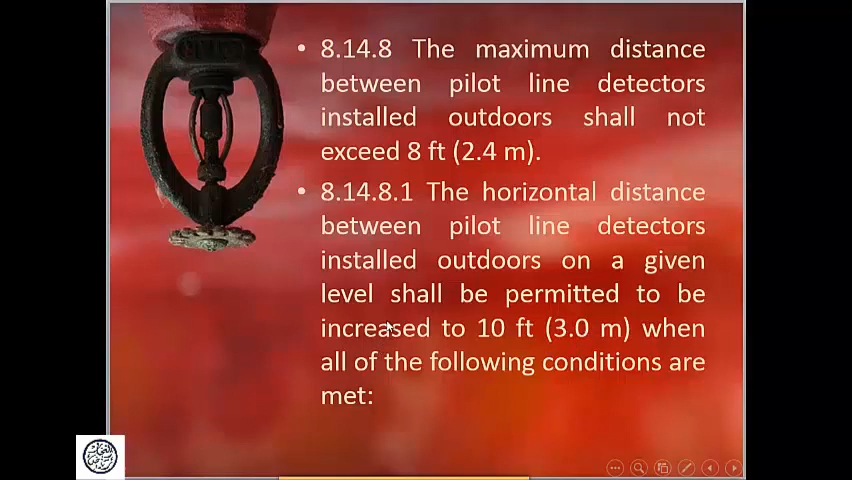 • 8.14.8 The maximum distance
between pilot line detectors
installed outdoors shall not
exceed 8 ft (2.4 m).
• 8.14.8.1 The horizontal distance
between pilot line detectors
installed outdoors on a given
level shall be permitted to be
increased to 10 ft (3.0 m) when
all of the following conditions are
met: